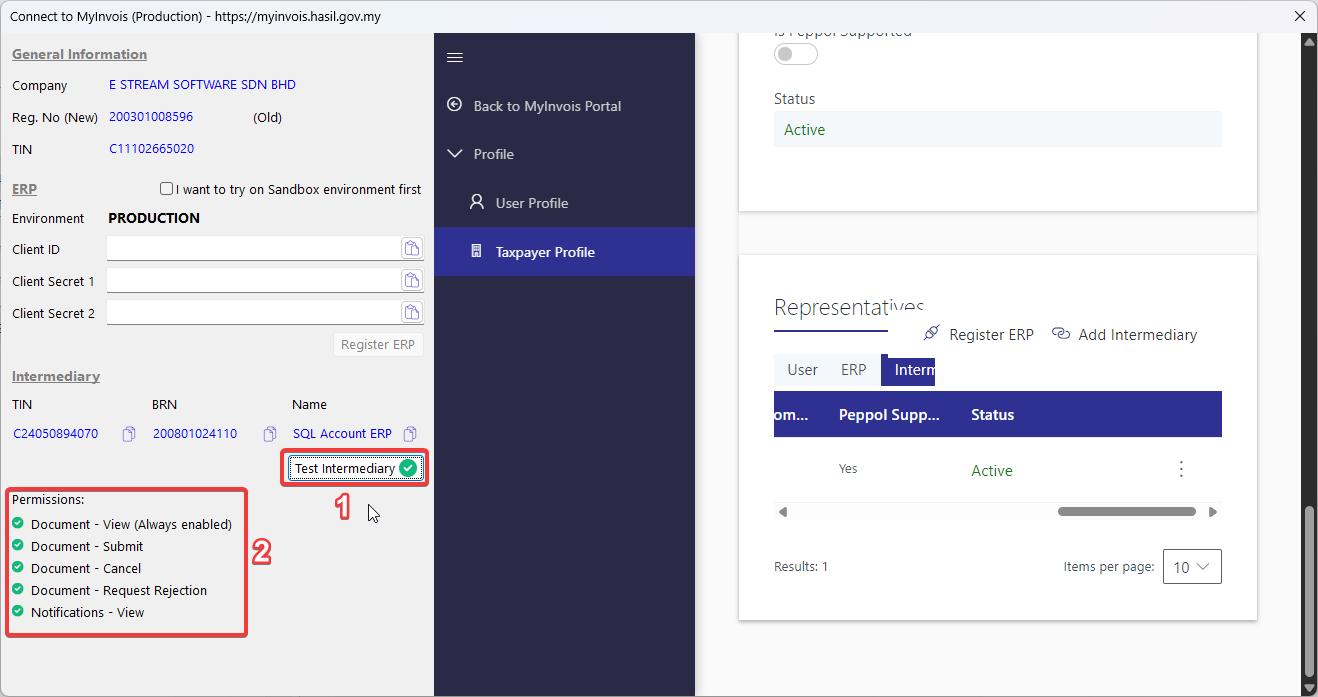 Connect to MyInvois (Production) - https://myinvois.hasil.gov.my
General Information
Company E STREAM SOFTWARE SDN BHD
Reg. No (New) 200301008596 (Old)
TIN C11102665020
ERP I want to try on Sandbox environment first
Environment PRODUCTION
Client ID
Client Secret 1
Client Secret 2
Register ERP
Intermediary
TIN BRN Name
C24050894070 200801024110 SQL Account ERP
Test Intermediary
1
Permissions:
Document - View (Always enabled)
Document - Submit
Document - Cancel
Document - Request Rejection
Notifications - View
2
Back to MyInvois Portal
Profile
User Profile
Taxpayer Profile
Is Peppol Supported
Status
Active
Representatives
Register ERP Add Intermediary
User ERP Interm
om... Peppol Supp... Status
Yes Active
Results: 1 Items per page: 10